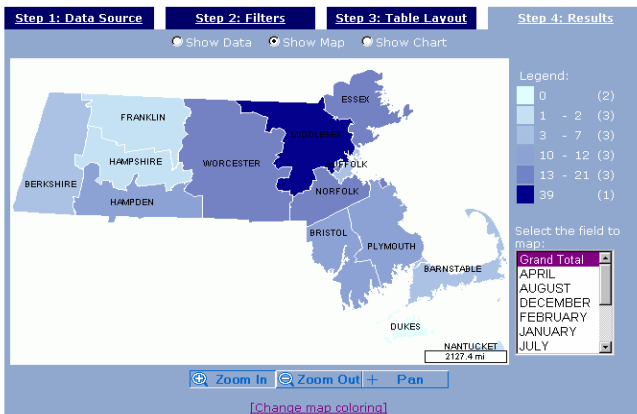 Step 1: Data Source Step 2: Filters Step 3: Table Layout Step 4: Results
Show Data Show Map Show Chart
Legend:
0 (2)
1 - 2 (3)
3 - 7 (3)
10 - 12 (3)
13 - 21 (3)
39 (1)
ESSEX
FRANKLIN
MIDDLESEX
HAMPSHIRE
WORCESTER
SUFFOLK
BERKSHIRE
NORFOLK
HAMPDEN
BRISTOL
PLYMOUTH
BARNSTABLE
DUKES
NANTUCKET
2127.4 mi
Select the field to
map:
Grand Total
APRIL
AUGUST
DECEMBER
FEBRUARY
JANUARY
JULY
Zoom In Zoom Out + Pan
[Change map coloring]